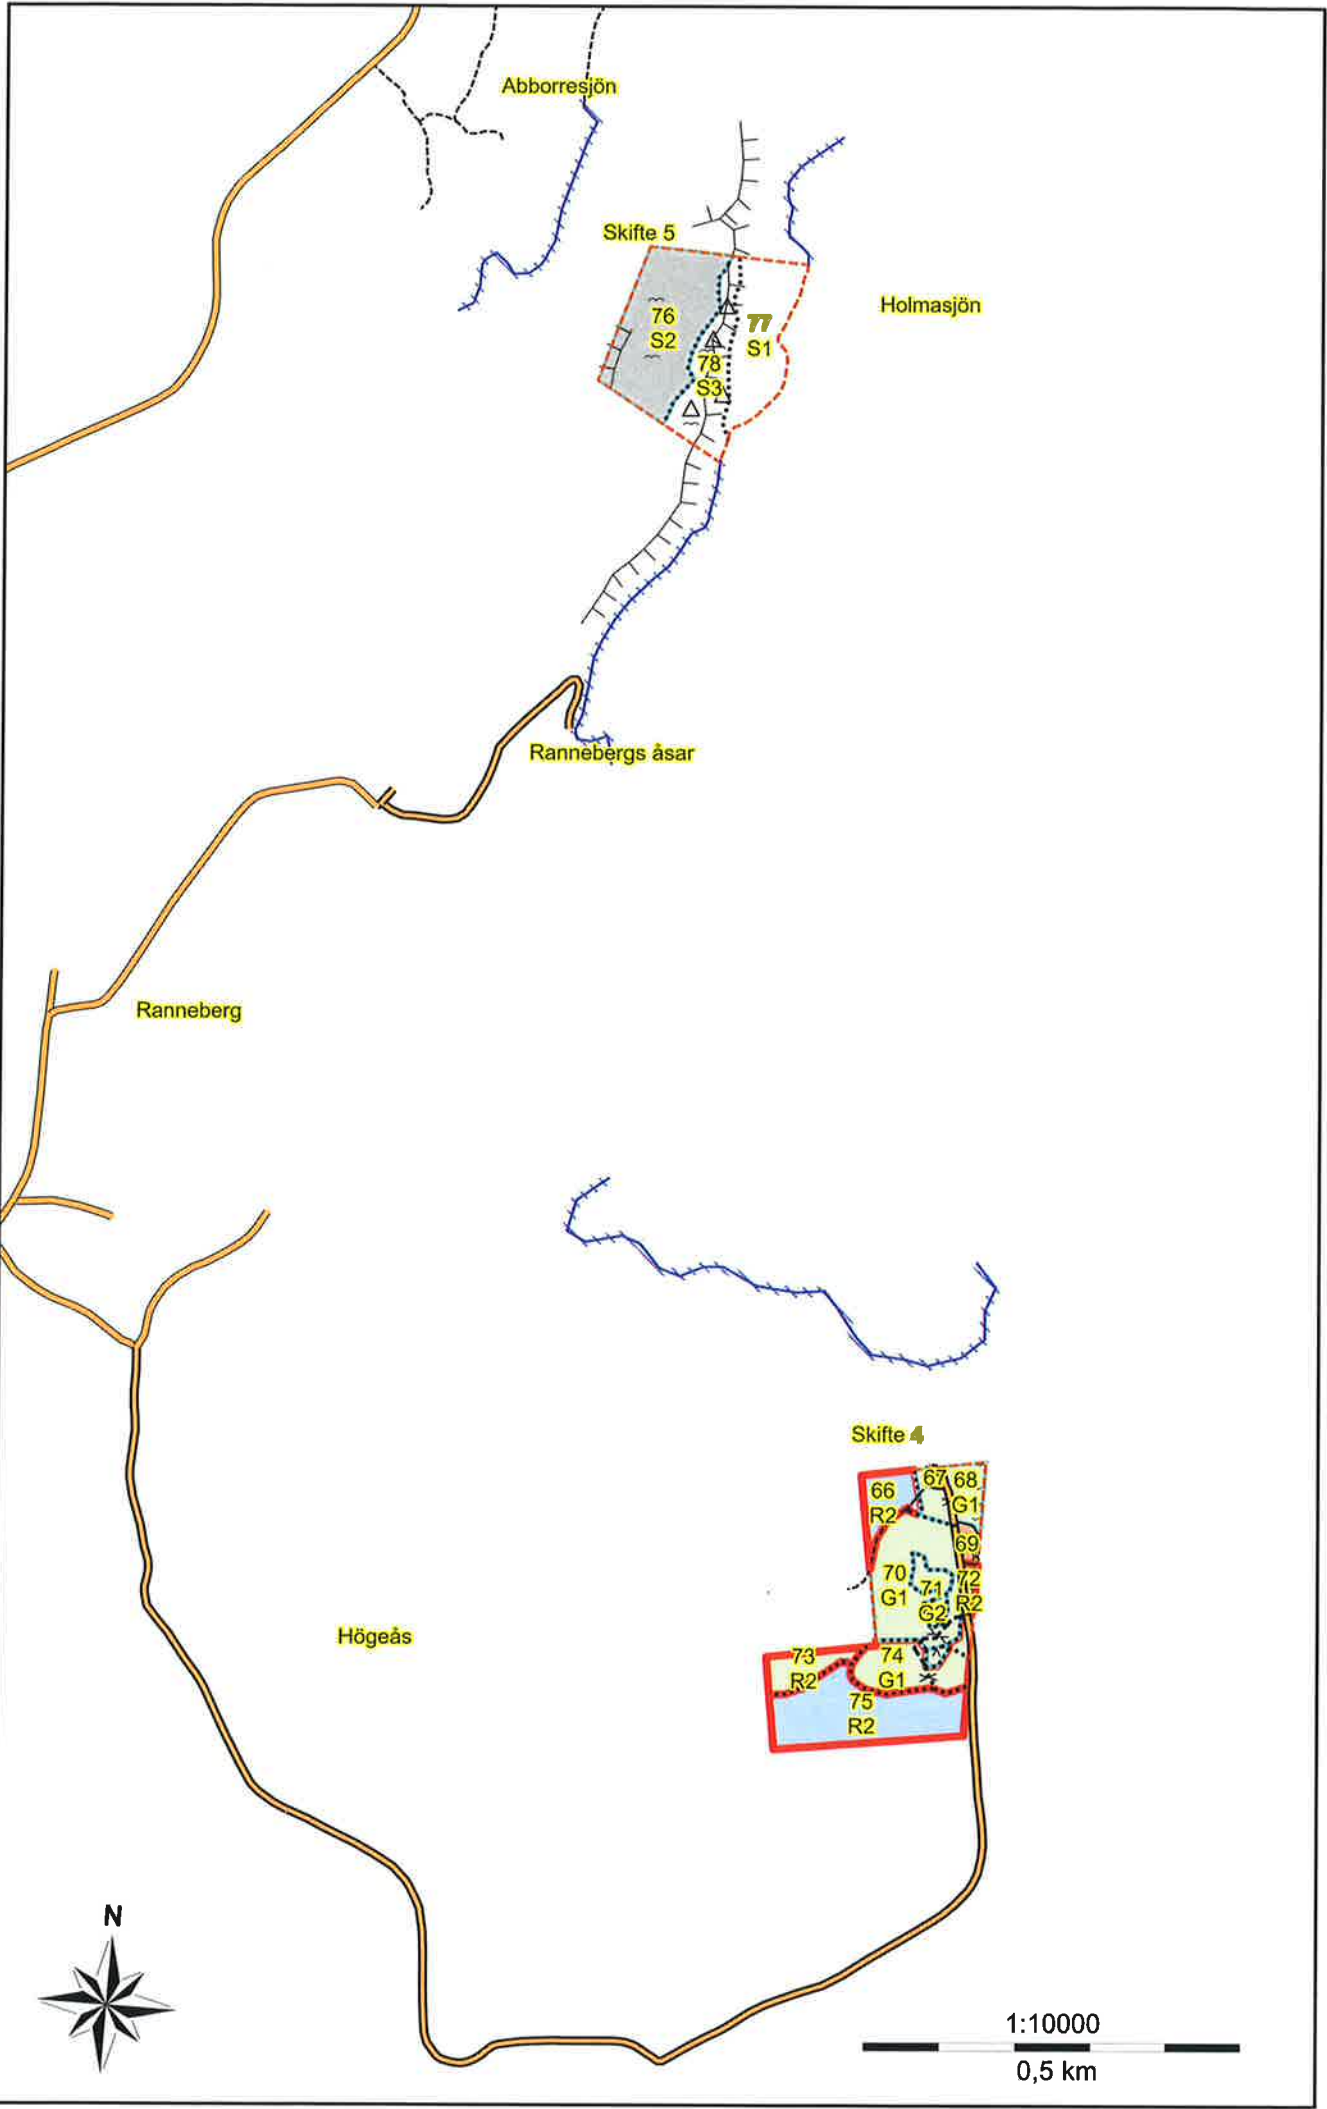 Abborresjön
Skifte 5
Holmasjön
76
S2
77
S1
78
S3
Rannebergs åsar
Ranneberg
Skifte 4
66
R2
67
68
G1
69
70
G1
71
G2
72
R2
Högeås
73
R2
74
G1
75
R2
N
1:10000
0,5 km